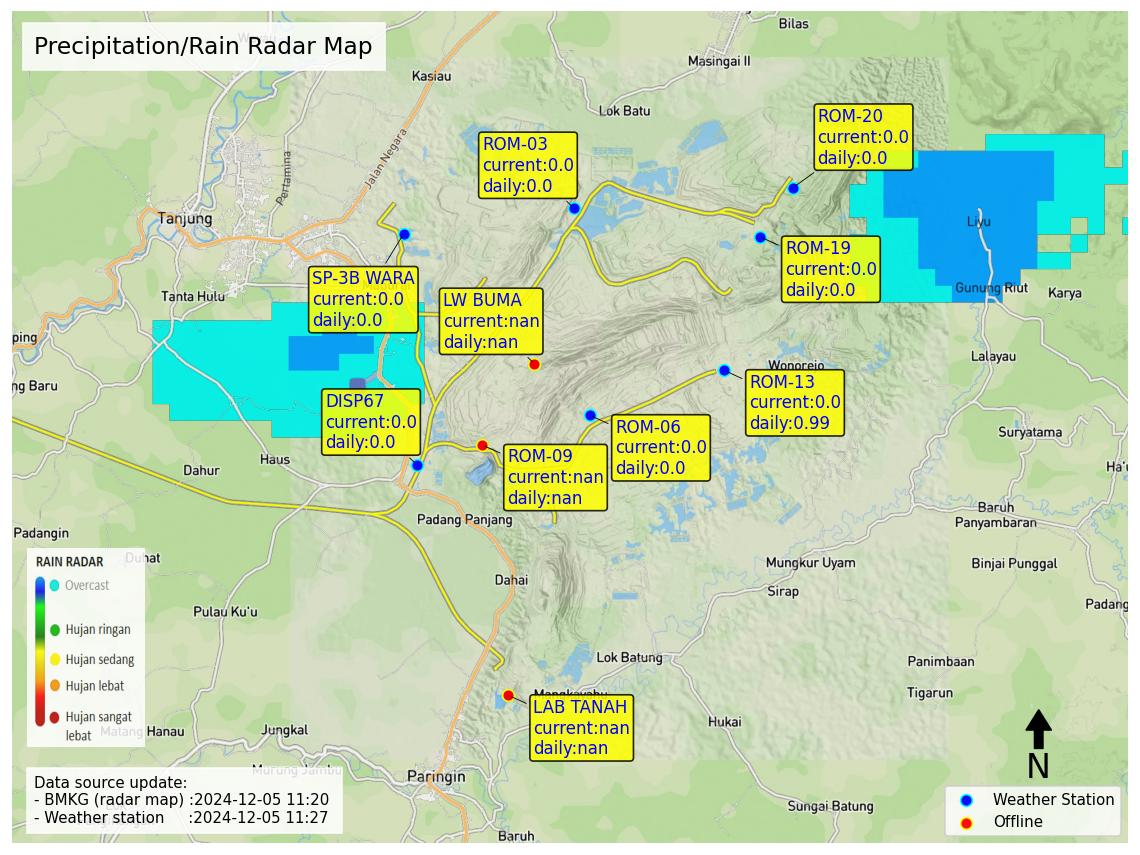 Precipitation/Rain Radar Map
Bilas
Masingai II
Kasiau
Lok Batu
Jalan Negara
Pertamina
Tanjung
Tanta Hulu
ROM-03
current:0.0
daily:0.0
ROM-20
current:0.0
daily:0.0
ROM-19
current:0.0
daily:0.0
Liyu
Gunung Riut
Karya
Lalayau
SP-3B WARA
current:0.0
daily:0.0
LW BUMA
current:nan
daily:nan
ping
ng Baru
Wonorejo
ROM-13
current:0.0
daily:0.99
DISP67
current:0.0
daily:0.0
ROM-06
current:0.0
daily:0.0
ROM-09
current:nan
daily:nan
Suryatama
Ha'u
Dahur
Haus
Padang Panjang
Baruh
Panyambaran
Padangin
Duhat
Dahai
Mungkur Uyam
Binjai Punggal
Sirap
Padang
Pulau Ku'u
RAIN RADAR
Overcast
Hujan ringan
Hujan sedang
Hujan lebat
Hujan sangat
lebat
Lok Batung
Panimbaan
Tigarun
Mangkayahu
LAB TANAH
current:nan
daily:nan
Matang Hanau
Jungkal
Hukai
Murung Jambu
Paringin
Sungai Batung
Baruh
Data source update:
- BMKG (radar map) :2024-12-05 11:20
- Weather station :2024-12-05 11:27
N
Weather Station
Offline